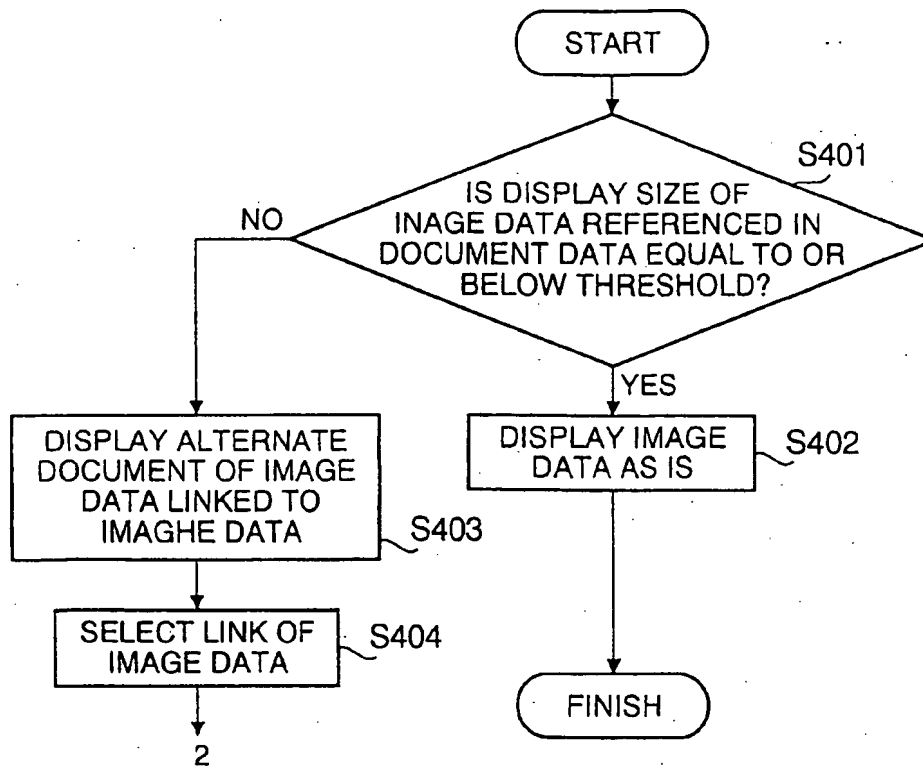 START
S401
IS DISPLAY SIZE OF
INAGE DATA REFERENCED IN
DOCUMENT DATA EQUAL TO OR
BELOW THRESHOLD?
NO
YES
DISPLAY ALTERNATE
DOCUMENT OF IMAGE
DATA LINKED TO
IMAGHE DATA
S403
DISPLAY IMAGE
DATA AS IS
S402
SELECT LINK OF
IMAGE DATA
S404
2
FINISH